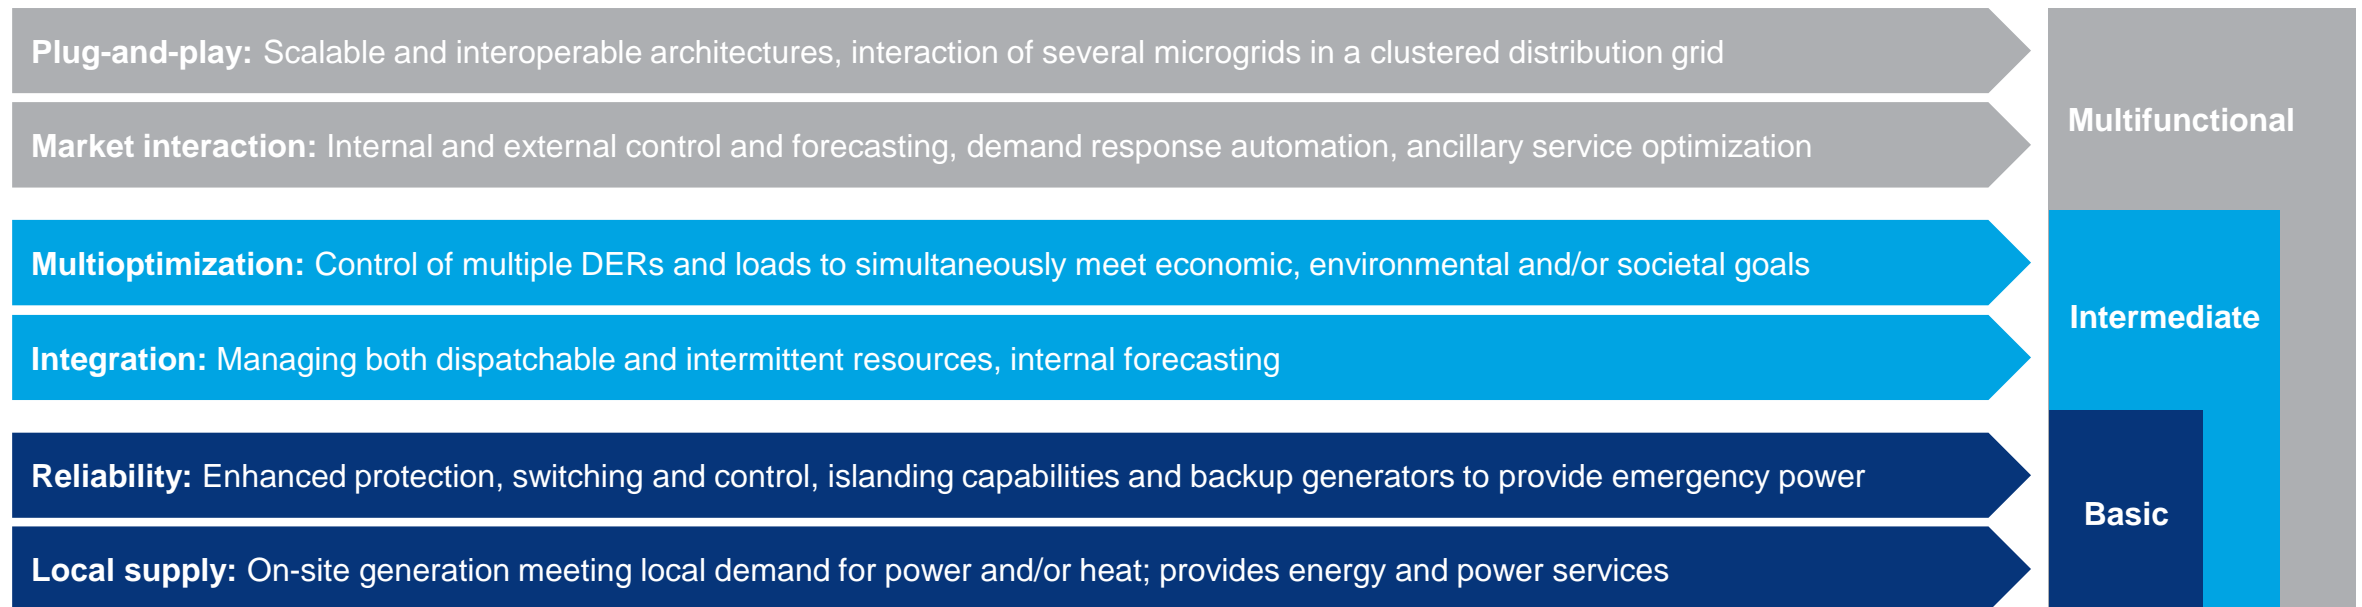 Plug-and-play: Scalable and interoperable architectures, interaction of several microgrids in a clustered distribution grid
Market interaction: Internal and external control and forecasting, demand response automation, ancillary service optimization
Multifunctional
Multioptimization: Control of multiple DERs and loads to simultaneously meet economic, environmental and/or societal goals
Integration: Managing both dispatchable and intermittent resources, internal forecasting
Intermediate
Reliability: Enhanced protection, switching and control, islanding capabilities and backup generators to provide emergency power
Local supply: On-site generation meeting local demand for power and/or heat; provides energy and power services
Basic